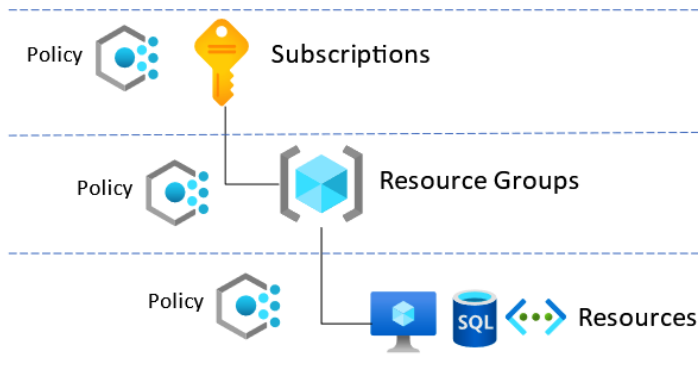 Policy
Subscriptions
Policy
Resource Groups
Policy
SQL
Resources